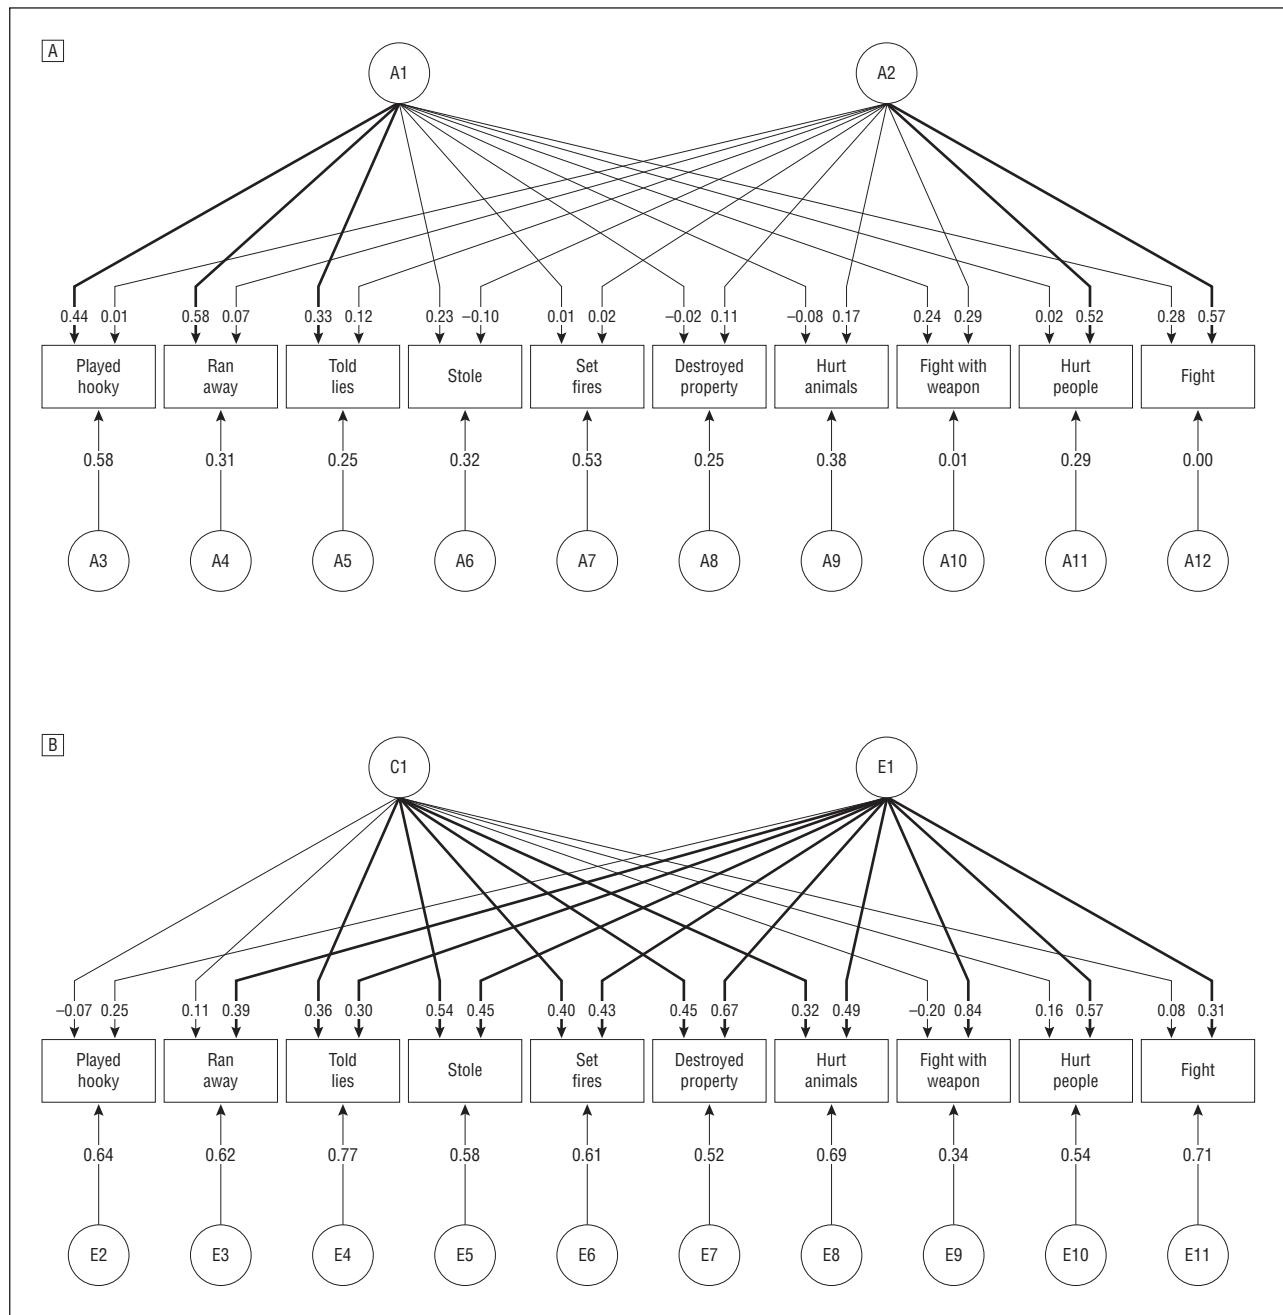 A
A1 A2
0.44 0.01 0.58 0.07 0.33 0.12 0.23 −0.10 0.01 0.02 −0.02 0.11 −0.08 0.17 0.24 0.29 0.02 0.52 0.28 0.57
Played Ran Told Stole Set Destroyed Hurt Fight with Hurt Fight
hooky away lies fires property animals weapon people
0.58 0.31 0.25 0.32 0.53 0.25 0.38 0.01 0.29 0.00
A3 A4 A5 A6 A7 A8 A9 A10 A11 A12
B
C1 E1
−0.07 0.25 0.11 0.39 0.36 0.30 0.54 0.45 0.40 0.43 0.45 0.67 0.32 0.49 −0.20 0.84 0.16 0.57 0.08 0.31
Played Ran Told Stole Set Destroyed Hurt Fight with Hurt Fight
hooky away lies fires property animals weapon people
0.64 0.62 0.77 0.58 0.61 0.52 0.69 0.34 0.54 0.71
E2 E3 E4 E5 E6 E7 E8 E9 E10 E11